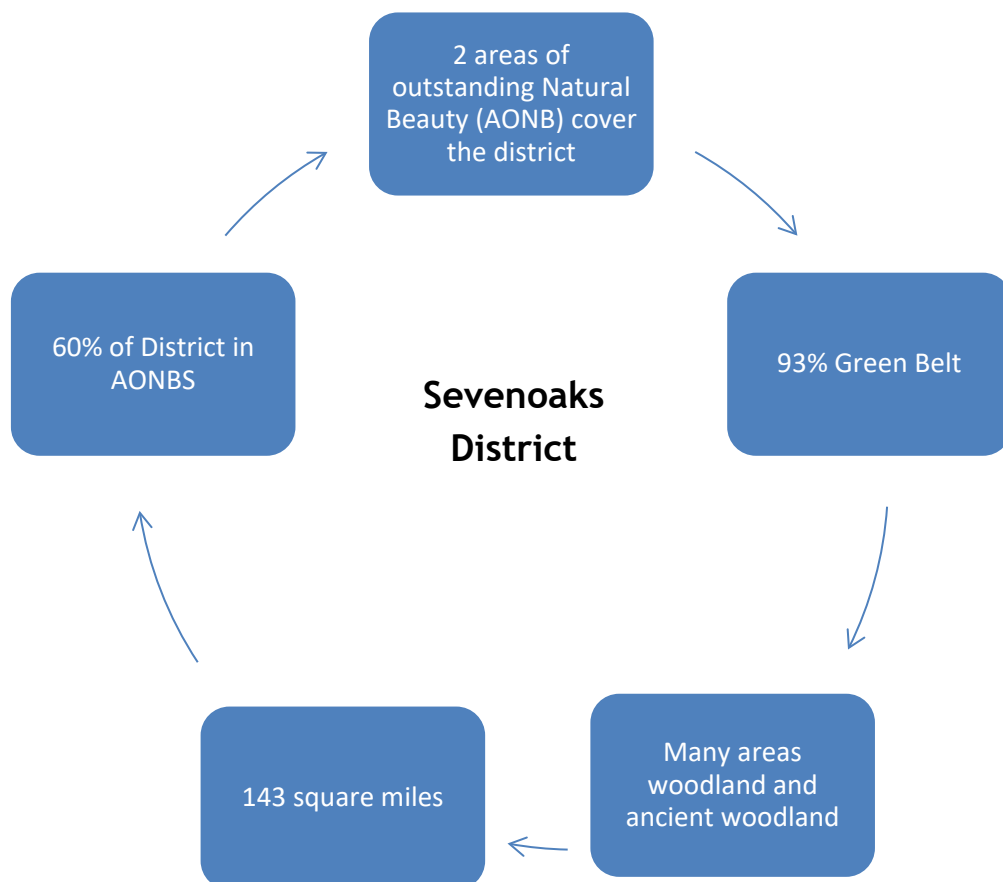 2 areas of
outstanding Natural
Beauty (AONB) cover
the district
93% Green Belt
Many areas
woodland and
ancient woodland
143 square miles
60% of District in
AONBS
Sevenoaks
District